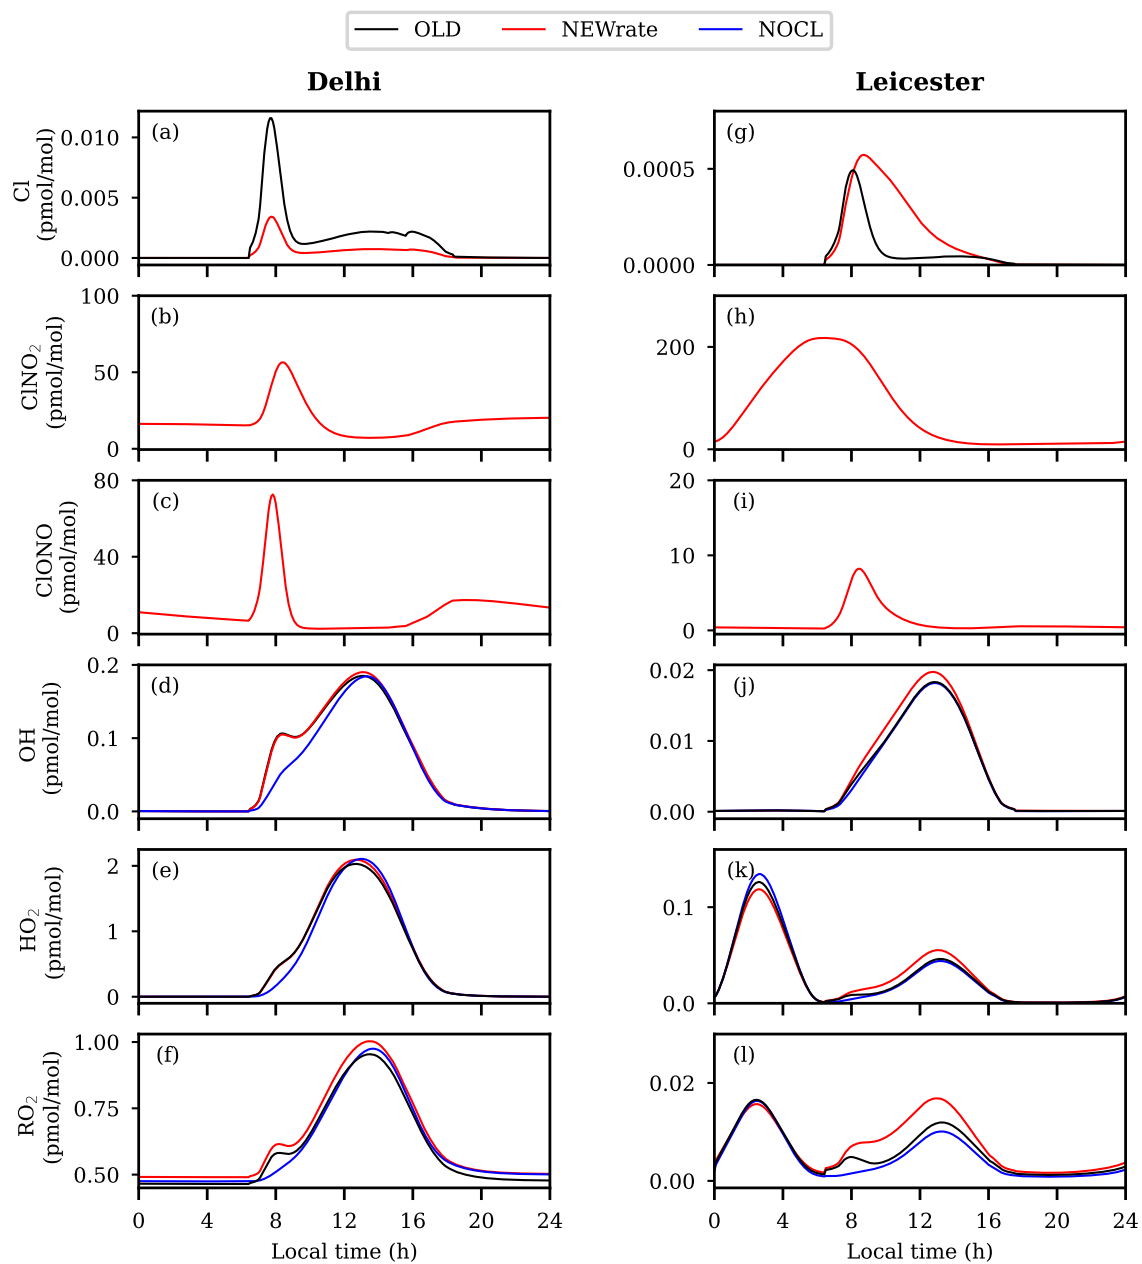 OLD NEWrate NOCL
Delhi Leicester
(a)
0.010
0.005
0.000
Cl
(pmol/mol)
(g)
0.0005
0.0000
(b)
100
50
0
ClNO₂
(pmol/mol)
(h)
200
0
(c)
80
40
0
ClONO
(pmol/mol)
(i)
20
10
0
(d)
0.2
0.1
0.0
OH
(pmol/mol)
(j)
0.02
0.01
0.00
(e)
2
1
0
HO₂
(pmol/mol)
(k)
0.1
0.0
(f)
1.00
0.75
0.50
RO₂
(pmol/mol)
(l)
0.02
0.00
0 4 8 12 16 20 24
Local time (h)
0 4 8 12 16 20 24
Local time (h)